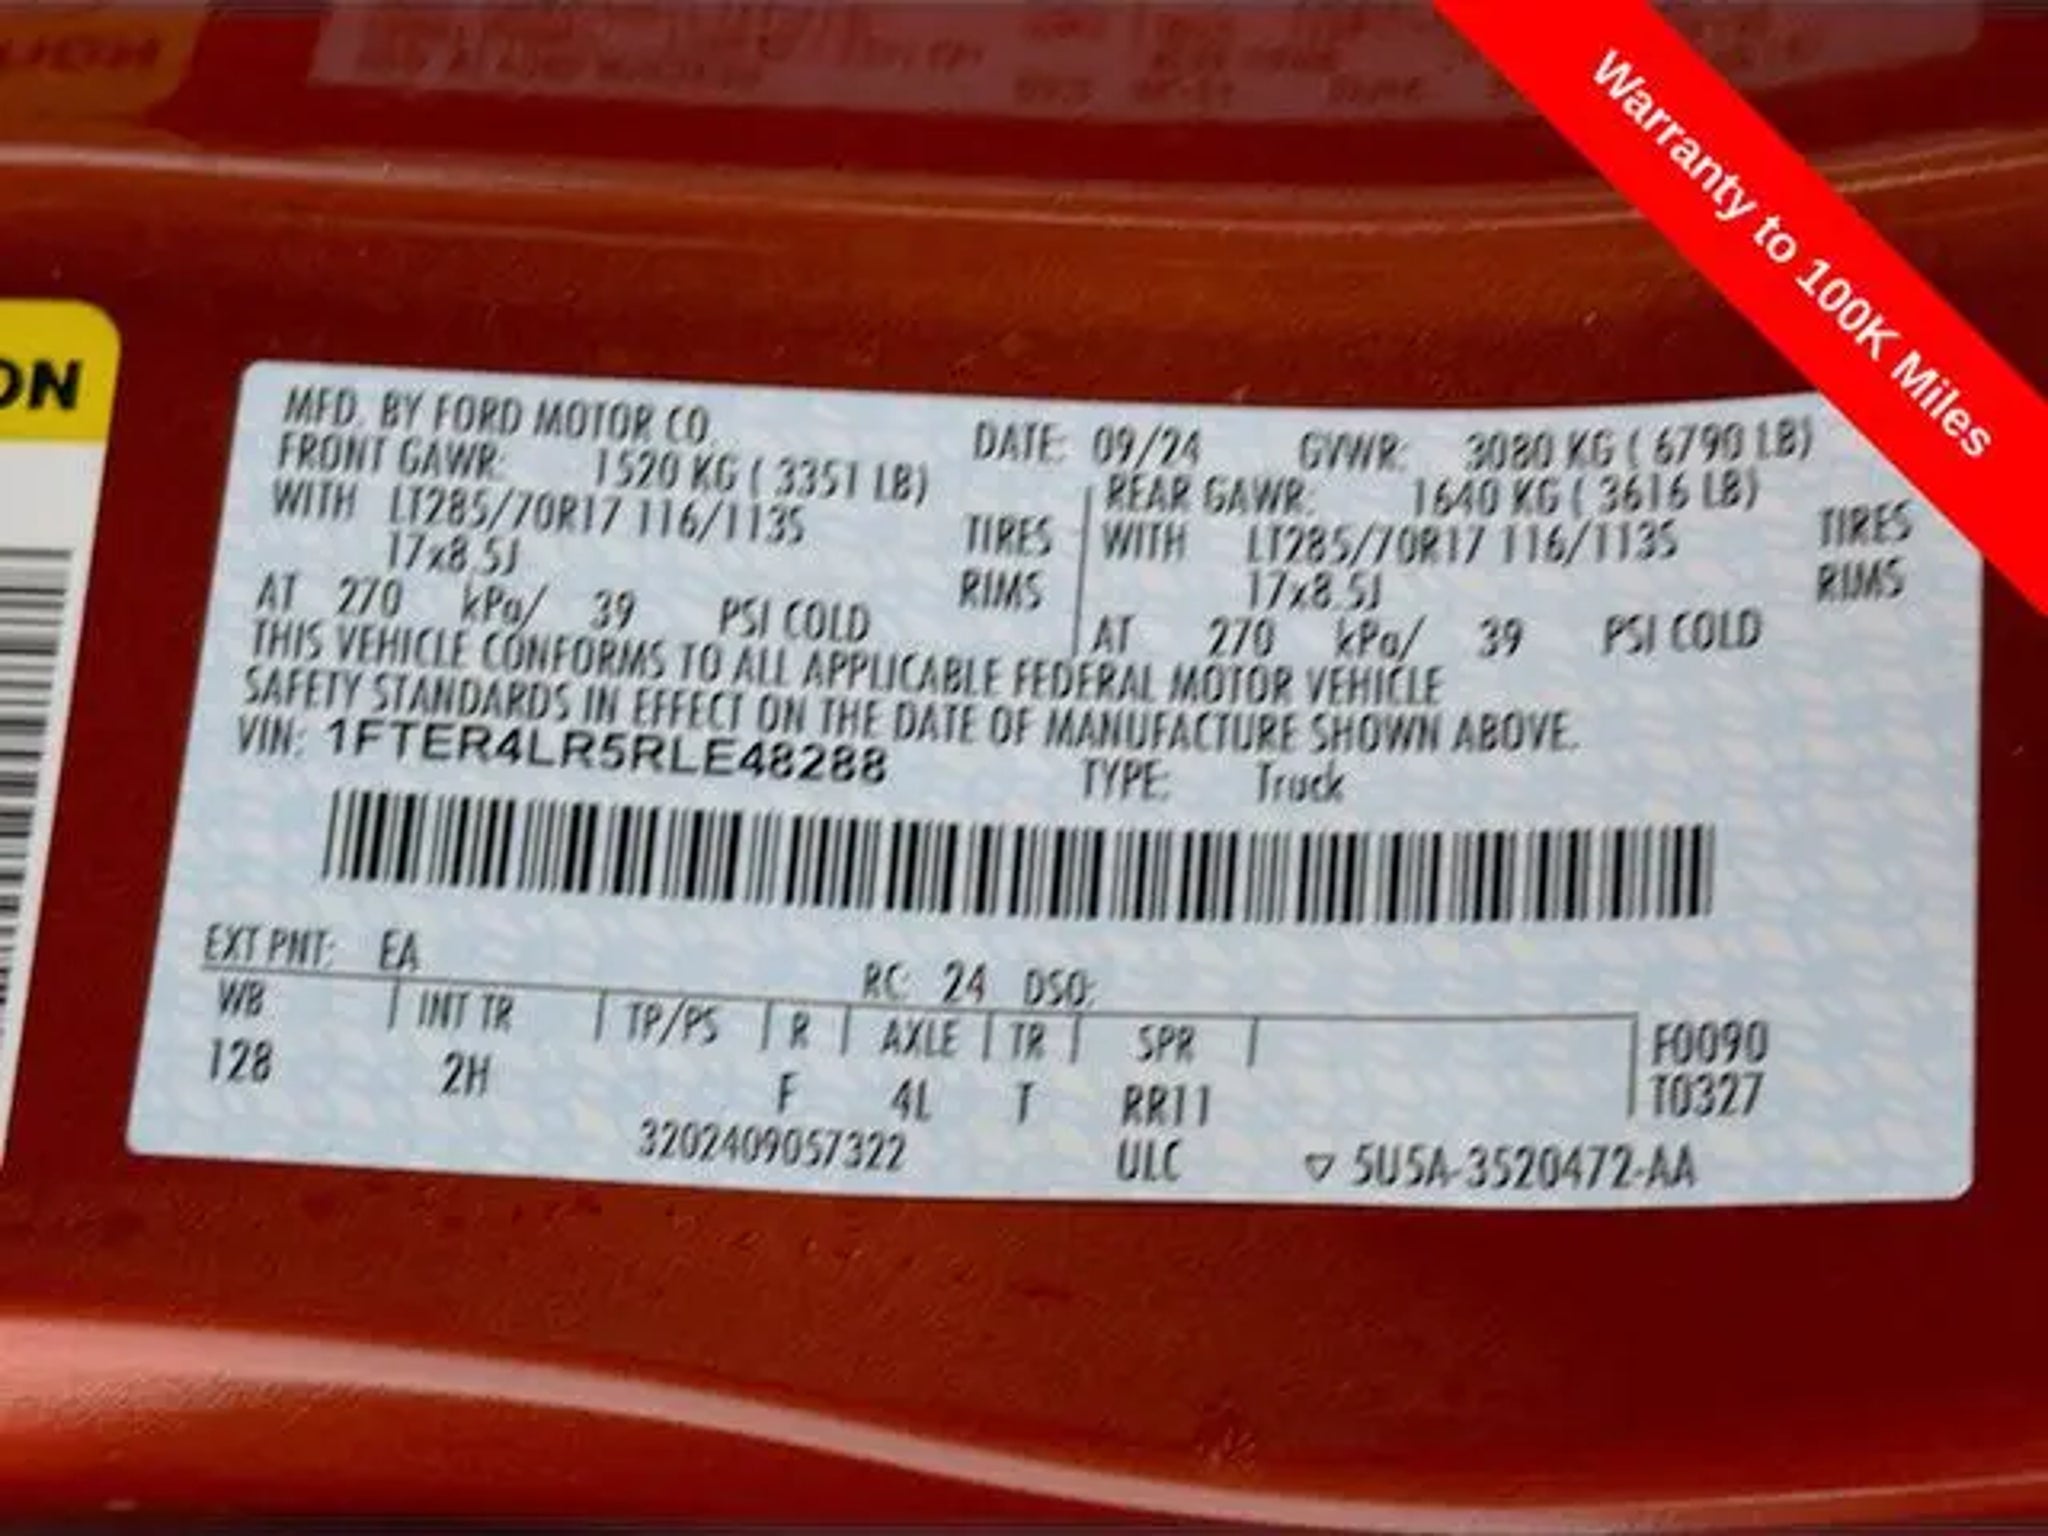 Warranty to 100K Miles
ON
MFD. BY FORD MOTOR CO.
DATE: 09/24 GVWR: 3080 KG ( 6790 LB)
FRONT GAWR: 1520 KG ( 3351 LB)
WITH LT285/70R17 116/113S TIRES
17x8.5J RIMS
AT 270 kPa/ 39 PSI COLD
REAR GAWR: 1640 KG ( 3616 LB)
WITH LT285/70R17 116/113S TIRES
17x8.5J RIMS
AT 270 kPa/ 39 PSI COLD
THIS VEHICLE CONFORMS TO ALL APPLICABLE FEDERAL MOTOR VEHICLE
SAFETY STANDARDS IN EFFECT ON THE DATE OF MANUFACTURE SHOWN ABOVE.
VIN: 1FTER4LR5RLE48288 TYPE: Truck
EXT PNT: EA RC: 24 DSO:
WB INT TR TP/PS R AXLE TR SPR F0090
128 2H F 4L T RR11 T0327
3202409057322 ULC ▽ 5U5A-3520472-AA